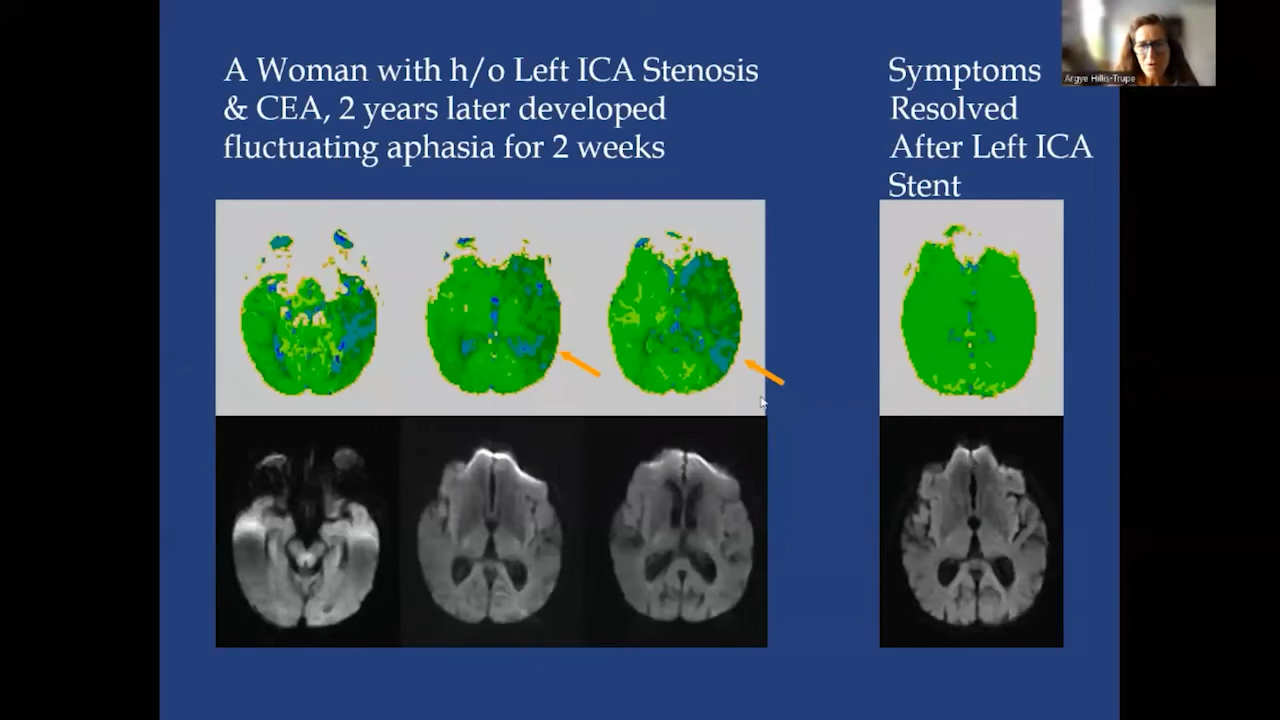 A Woman with h/o Left ICA Stenosis
& CEA, 2 years later developed
fluctuating aphasia for 2 weeks
Symptoms
Resolved
After Left ICA
Stent
Argye Hillis-Trupe